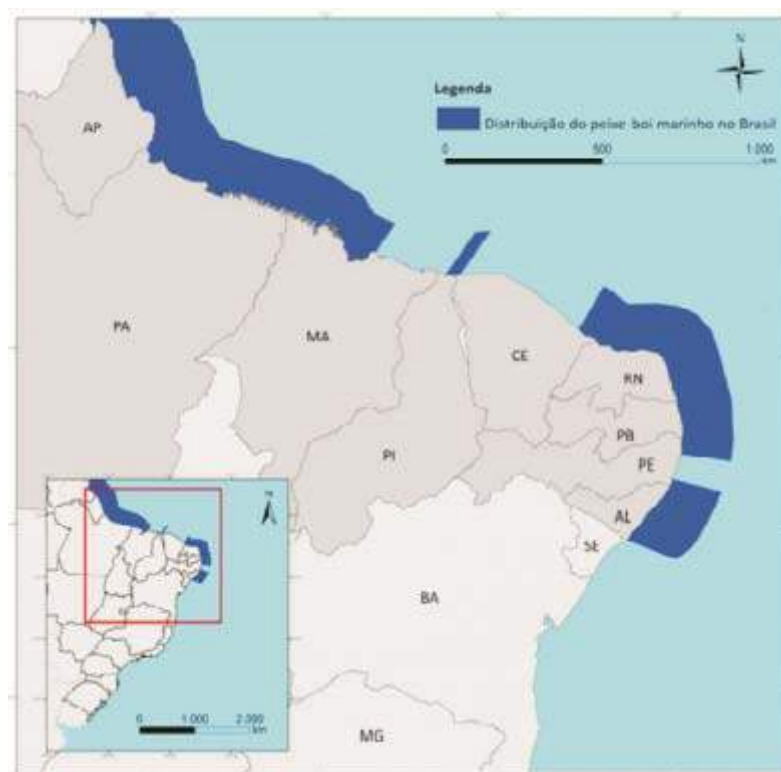 N
Legenda
Distribuição do peixe boi marinho no Brasil
0 500 1.000
km
AP
PA
MA
CE
RN
PI
PB
PE
AL
SE
BA
MG
0 1.000 2.000
km